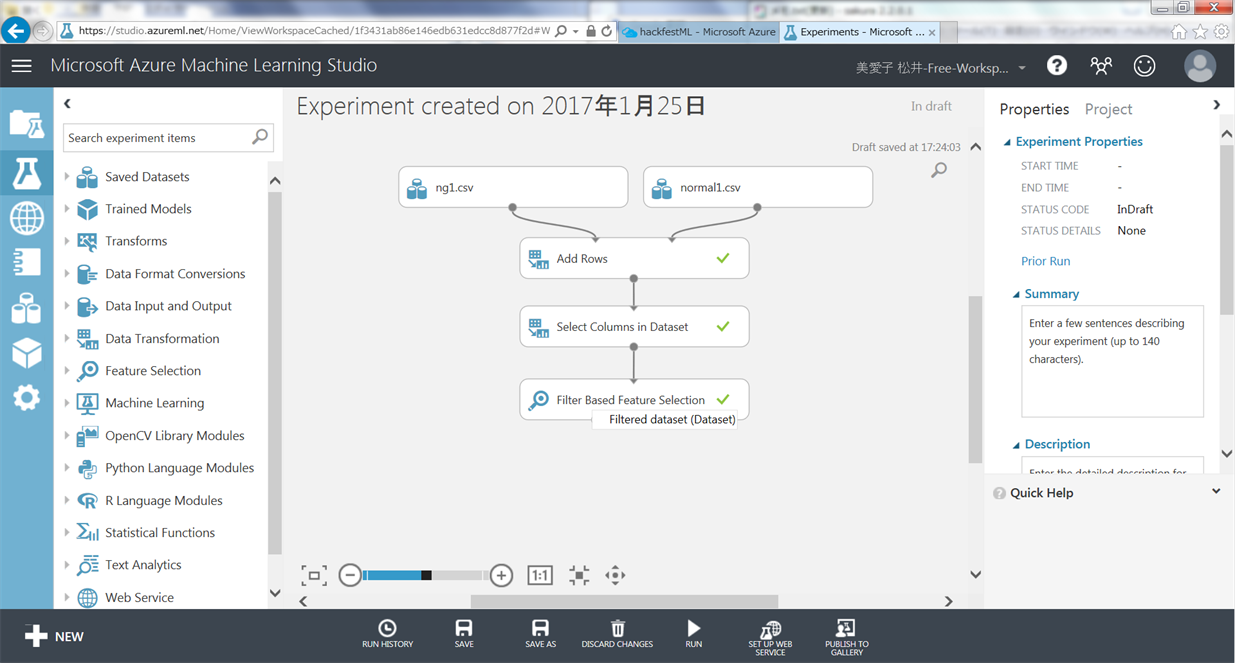 https://studio.azureml.net/Home/ViewWorkspaceCached/1f3431ab86e146edb631edcc8d877f2d#W
hackfestML - Microsoft Azure
Experiments - Microsoft ...
Microsoft Azure Machine Learning Studio
美愛子 松井-Free-Worksp...
Search experiment items
Saved Datasets
Trained Models
Transforms
Data Format Conversions
Data Input and Output
Data Transformation
Feature Selection
Machine Learning
OpenCV Library Modules
Python Language Modules
R Language Modules
Statistical Functions
Text Analytics
Web Service
Experiment created on 2017年1月25日
In draft
Draft saved at 17:24:03
ng1.csv
normal1.csv
Add Rows
Select Columns in Dataset
Filter Based Feature Selection
Filtered dataset (Dataset)
1:1
Properties Project
Experiment Properties
START TIME -
END TIME -
STATUS CODE InDraft
STATUS DETAILS None
Prior Run
Summary
Enter a few sentences describing
your experiment (up to 140
characters).
Description
Enter the detailed description for
Quick Help
NEW
RUN HISTORY
SAVE
SAVE AS
DISCARD CHANGES
RUN
SET UP WEB
SERVICE
PUBLISH TO
GALLERY